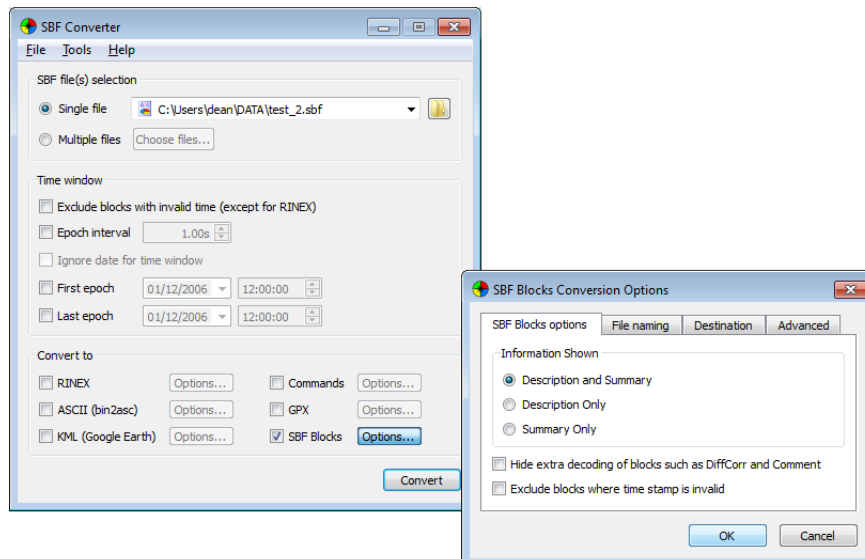 SBF Converter
File Tools Help
SBF file(s) selection
Single file C:\Users\dean\DATA\test_2.sbf
Multiple files Choose files...
Time window
Exclude blocks with invalid time (except for RINEX)
Epoch interval 1.00s
Ignore date for time window
First epoch 01/12/2006 12:00:00
Last epoch 01/12/2006 12:00:00
Convert to
RINEX Options... Commands Options...
ASCII (bin2asc) Options... GPX Options...
KML (Google Earth) Options... SBF Blocks Options...
Convert
SBF Blocks Conversion Options
SBF Blocks options File naming Destination Advanced
Information Shown
Description and Summary
Description Only
Summary Only
Hide extra decoding of blocks such as DiffCorr and Comment
Exclude blocks where time stamp is invalid
OK Cancel